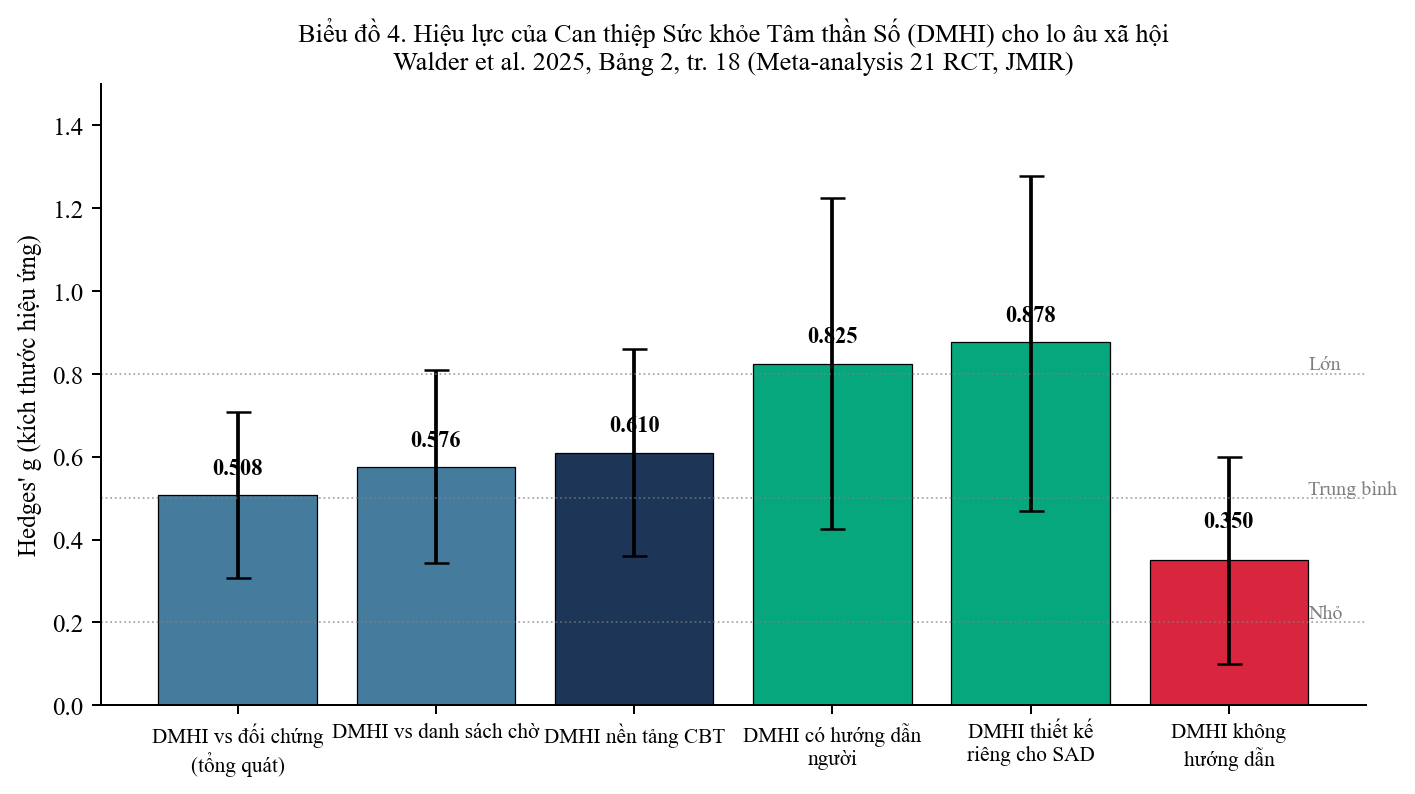 Biểu đồ 4. Hiệu lực của Can thiệp Sức khỏe Tâm thần Số (DMHI) cho lo âu xã hội
Walder et al. 2025, Bảng 2, tr. 18 (Meta-analysis 21 RCT, JMIR)
Hedges' g (kích thước hiệu ứng)
1.4
1.2
1.0
0.8
0.6
0.4
0.2
0.0
0.508
0.576
0.610
0.825
0.878
0.350
Lớn
Trung bình
Nhỏ
DMHI vs đối chứng
(tổng quát)
DMHI vs danh sách chờ
DMHI nền tảng CBT
DMHI có hướng dẫn
người
DMHI thiết kế
riêng cho SAD
DMHI không
hướng dẫn